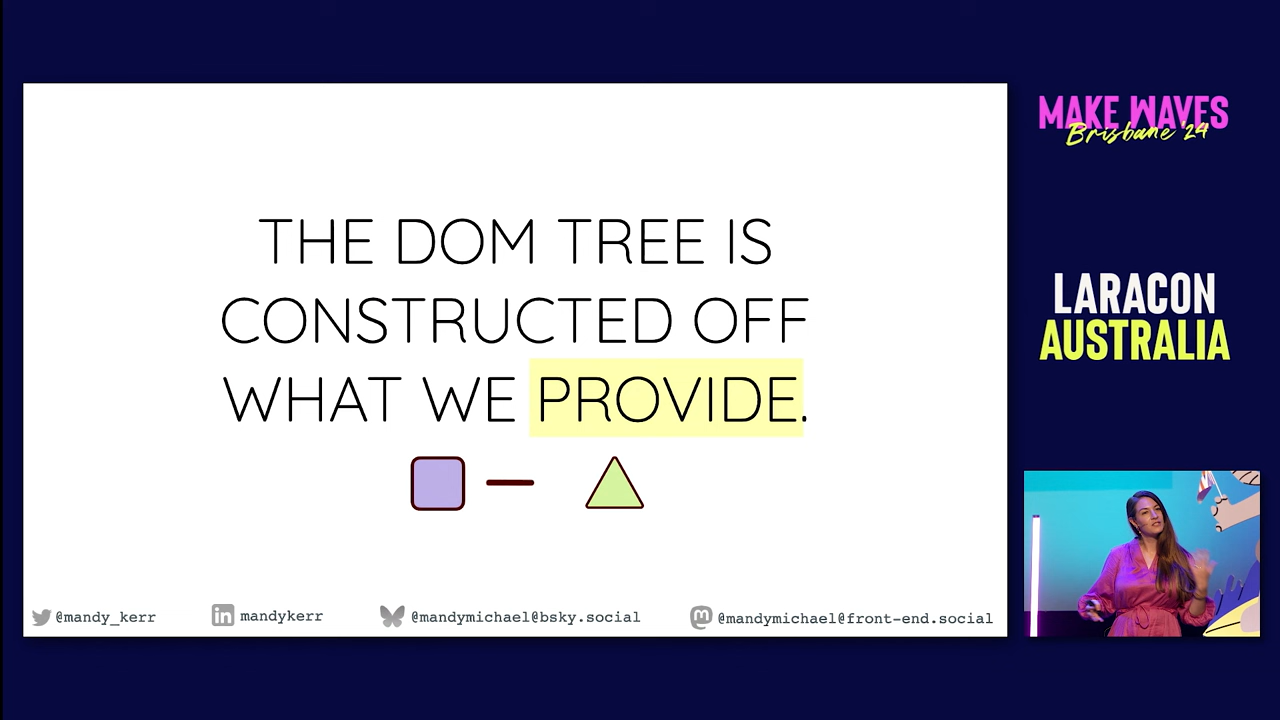 THE DOM TREE IS
CONSTRUCTED OFF
WHAT WE PROVIDE.
@mandy_kerr
in mandykerr
@mandymichael@bsky.social
@mandymichael@front-end.social
MAKE WAVES
Brisbane '24
LARACON
AUSTRALIA